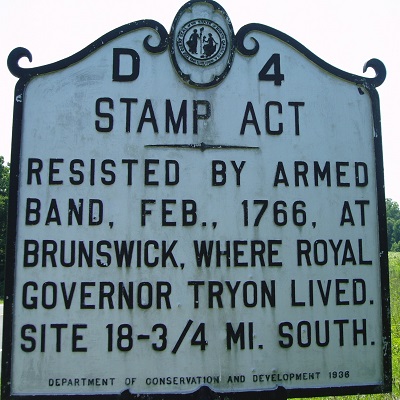 D 4
STAMP ACT
RESISTED BY ARMED
BAND, FEB., 1766, AT
BRUNSWICK, WHERE ROYAL
GOVERNOR TRYON LIVED.
SITE 18-3/4 MI. SOUTH.
DEPARTMENT OF CONSERVATION AND DEVELOPMENT 1936